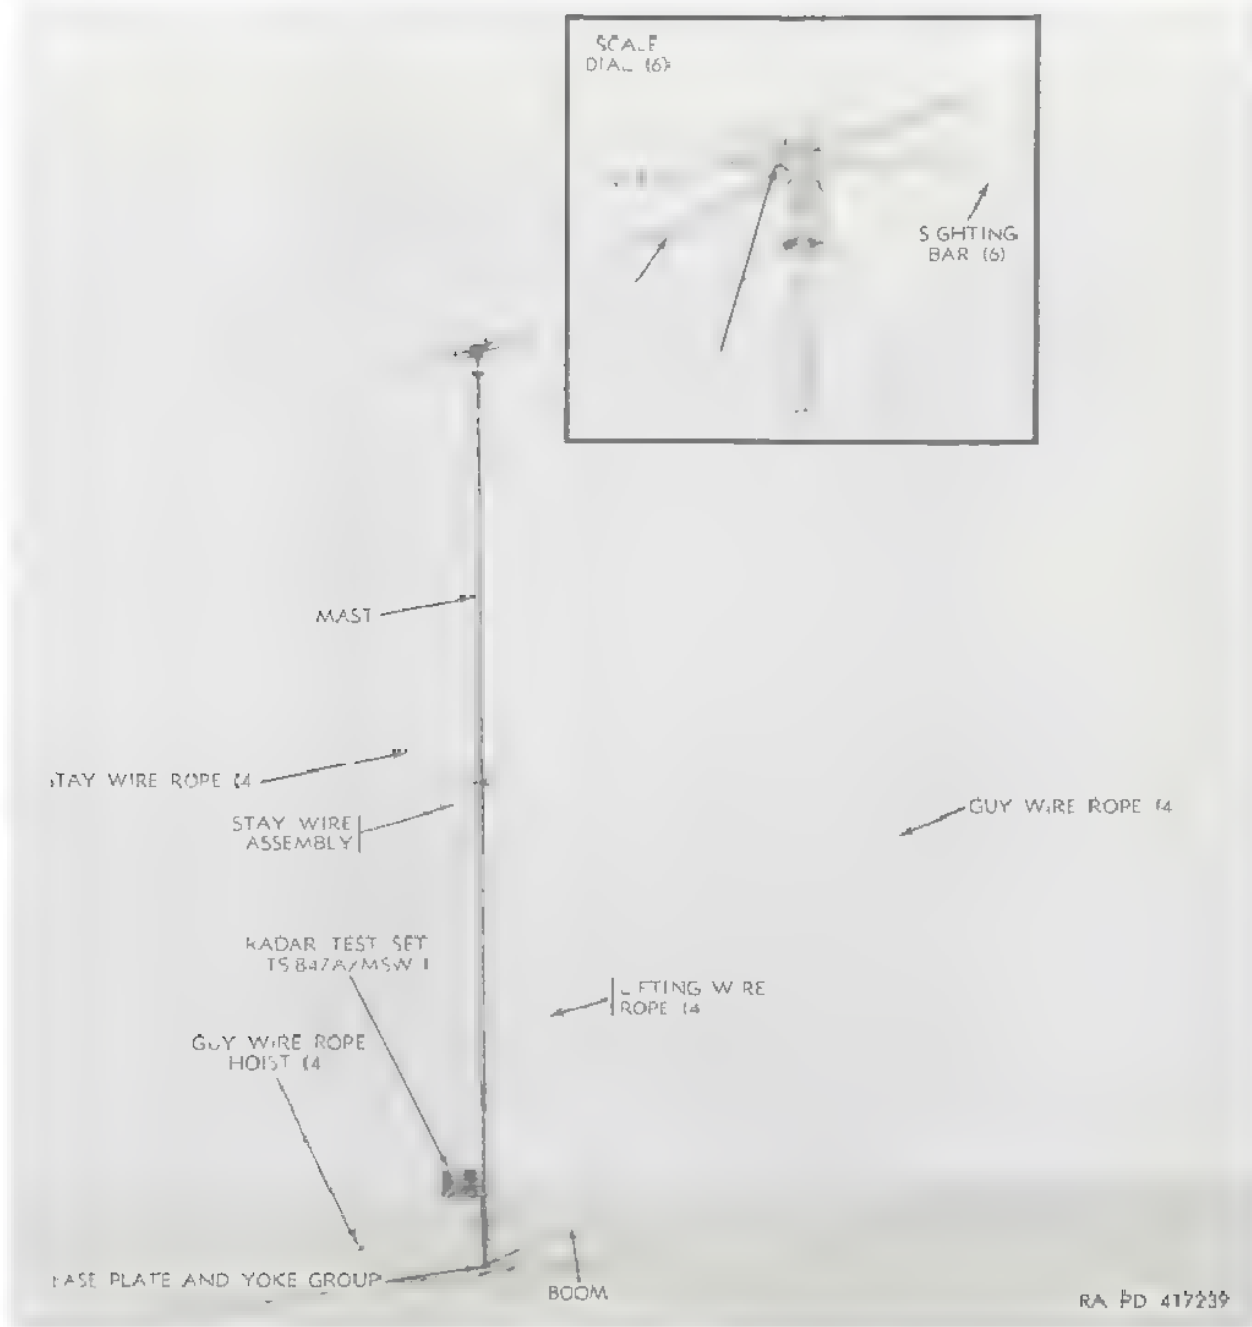 SCALE
DIAL (6)
SIGHTING
BAR (6)
MAST
STAY WIRE ROPE (4
STAY WIRE
ASSEMBLY
GUY WIRE ROPE (4
RADAR TEST SET
TS 847A/MSW 1
LIFTING WIRE
ROPE (4
GUY WIRE ROPE
HOIST (4
BASE PLATE AND YOKE GROUP
BOOM
RA PD 417239